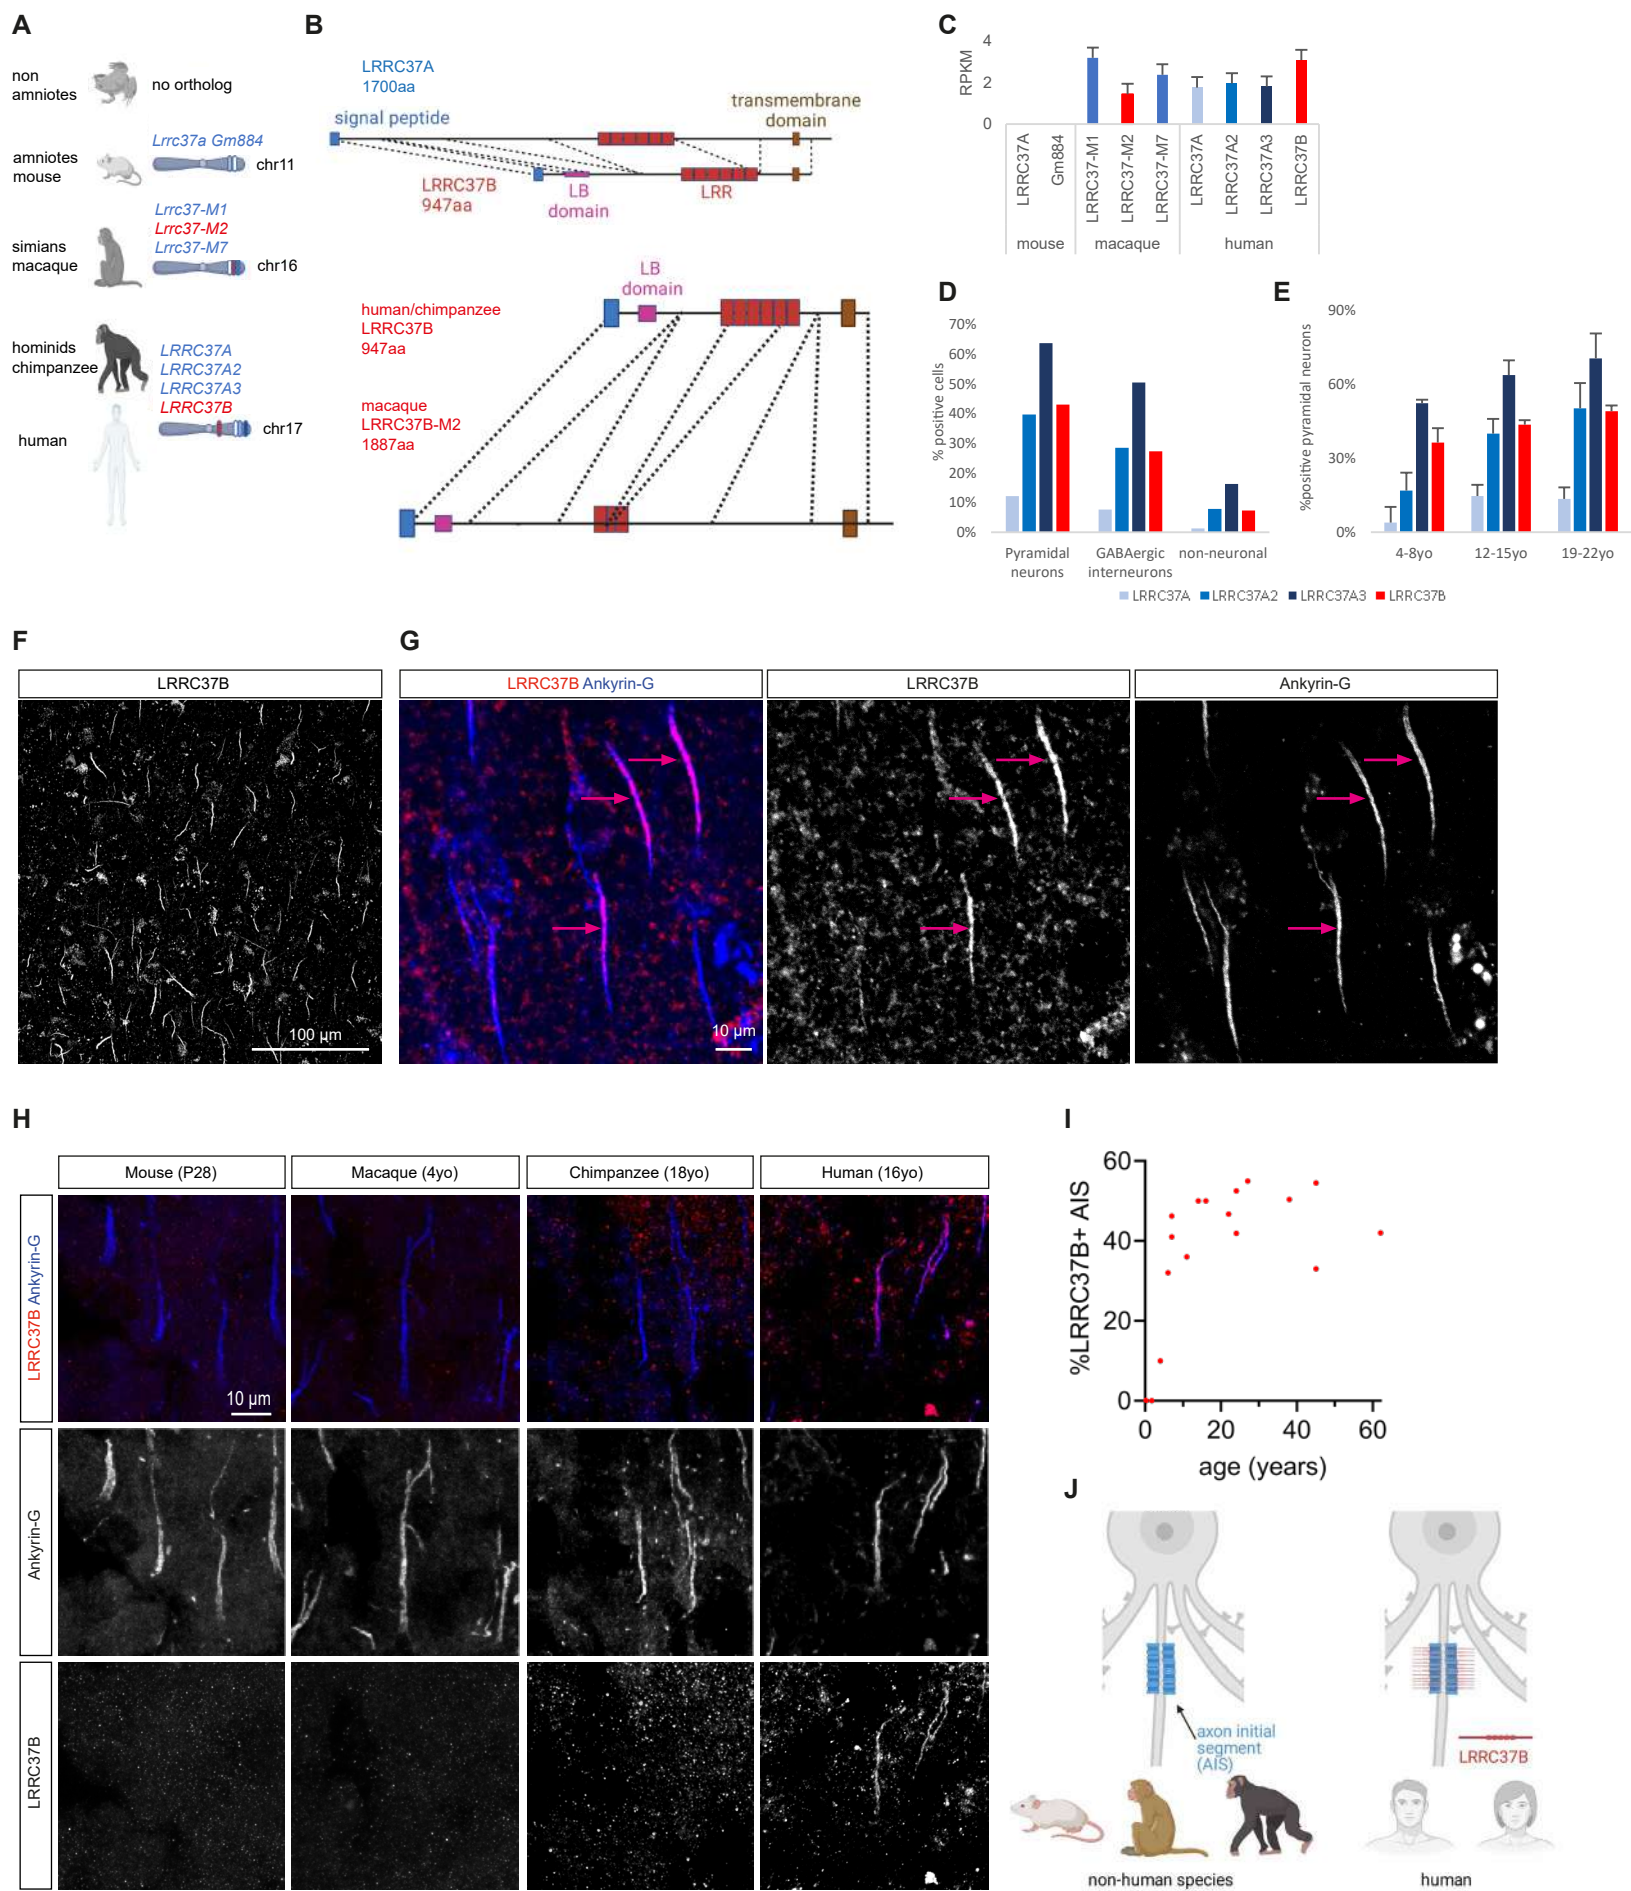 A
non
amniotes
no ortholog
Lrrc37a Gm884
amniotes
mouse
chr11
Lrrc37-M1
Lrrc37-M2
Lrrc37-M7
simians
macaque
chr16
hominids
chimpanzee
LRRC37A
LRRC37A2
LRRC37A3
LRRC37B
human
chr17
B
LRRC37A
1700aa
signal peptide
transmembrane
domain
LRRC37B
947aa
LB
domain
LRR
LB
domain
human/chimpanzee
LRRC37B
947aa
macaque
LRRC37B-M2
1887aa
C
RPKM
4
2
0
LRRC37A
Gm884
LRRC37-M1
LRRC37-M2
LRRC37-M7
LRRC37A
LRRC37A2
LRRC37A3
LRRC37B
mouse
macaque
human
D
% positive cells
70%
60%
50%
40%
30%
20%
10%
0%
Pyramidal
neurons
GABAergic
interneurons
non-neuronal
E
%positive pyramidal neurons
90%
60%
30%
0%
4-8yo
12-15yo
19-22yo
LRRC37A LRRC37A2 LRRC37A3 LRRC37B
F
LRRC37B
100 µm
G
LRRC37B Ankyrin-G
LRRC37B
Ankyrin-G
10 µm
H
Mouse (P28)
Macaque (4yo)
Chimpanzee (18yo)
Human (16yo)
LRRC37B Ankyrin-G
10 µm
Ankyrin-G
LRRC37B
I
%LRRC37B+ AIS
60
40
20
0
0
20
40
60
age (years)
J
axon initial
segment
(AIS)
LRRC37B
non-human species
human